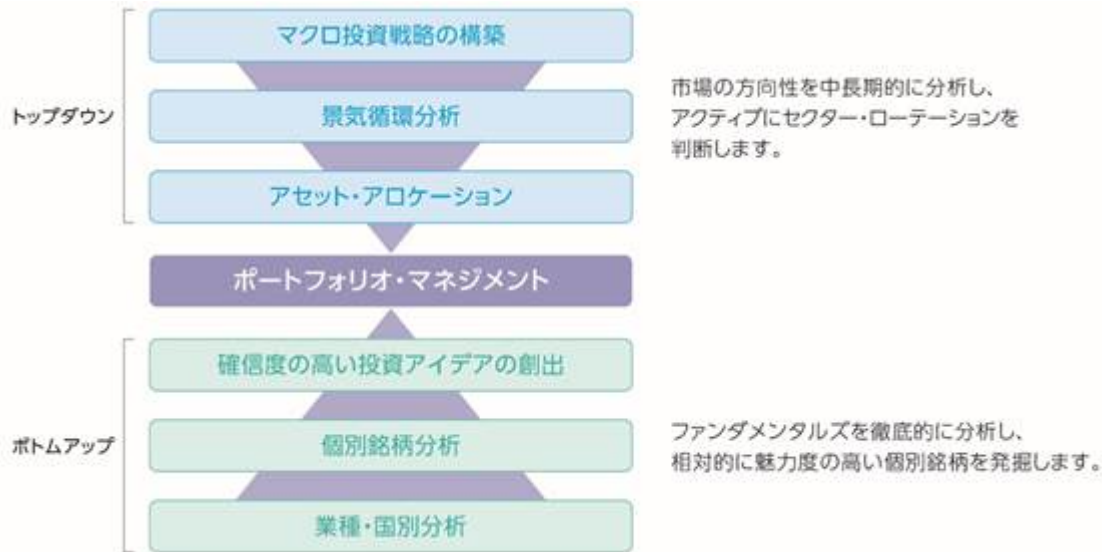 マクロ投資戦略の構築
トップダウン
景気循環分析
市場の方向性を中長期的に分析し、
アクティブにセクター・ローテーションを
判断します。
アセット・アロケーション
ポートフォリオ・マネジメント
確信度の高い投資アイデアの創出
ボトムアップ
個別銘柄分析
ファンダメンタルズを徹底的に分析し、
相対的に魅力度の高い個別銘柄を発掘します。
業種・国別分析